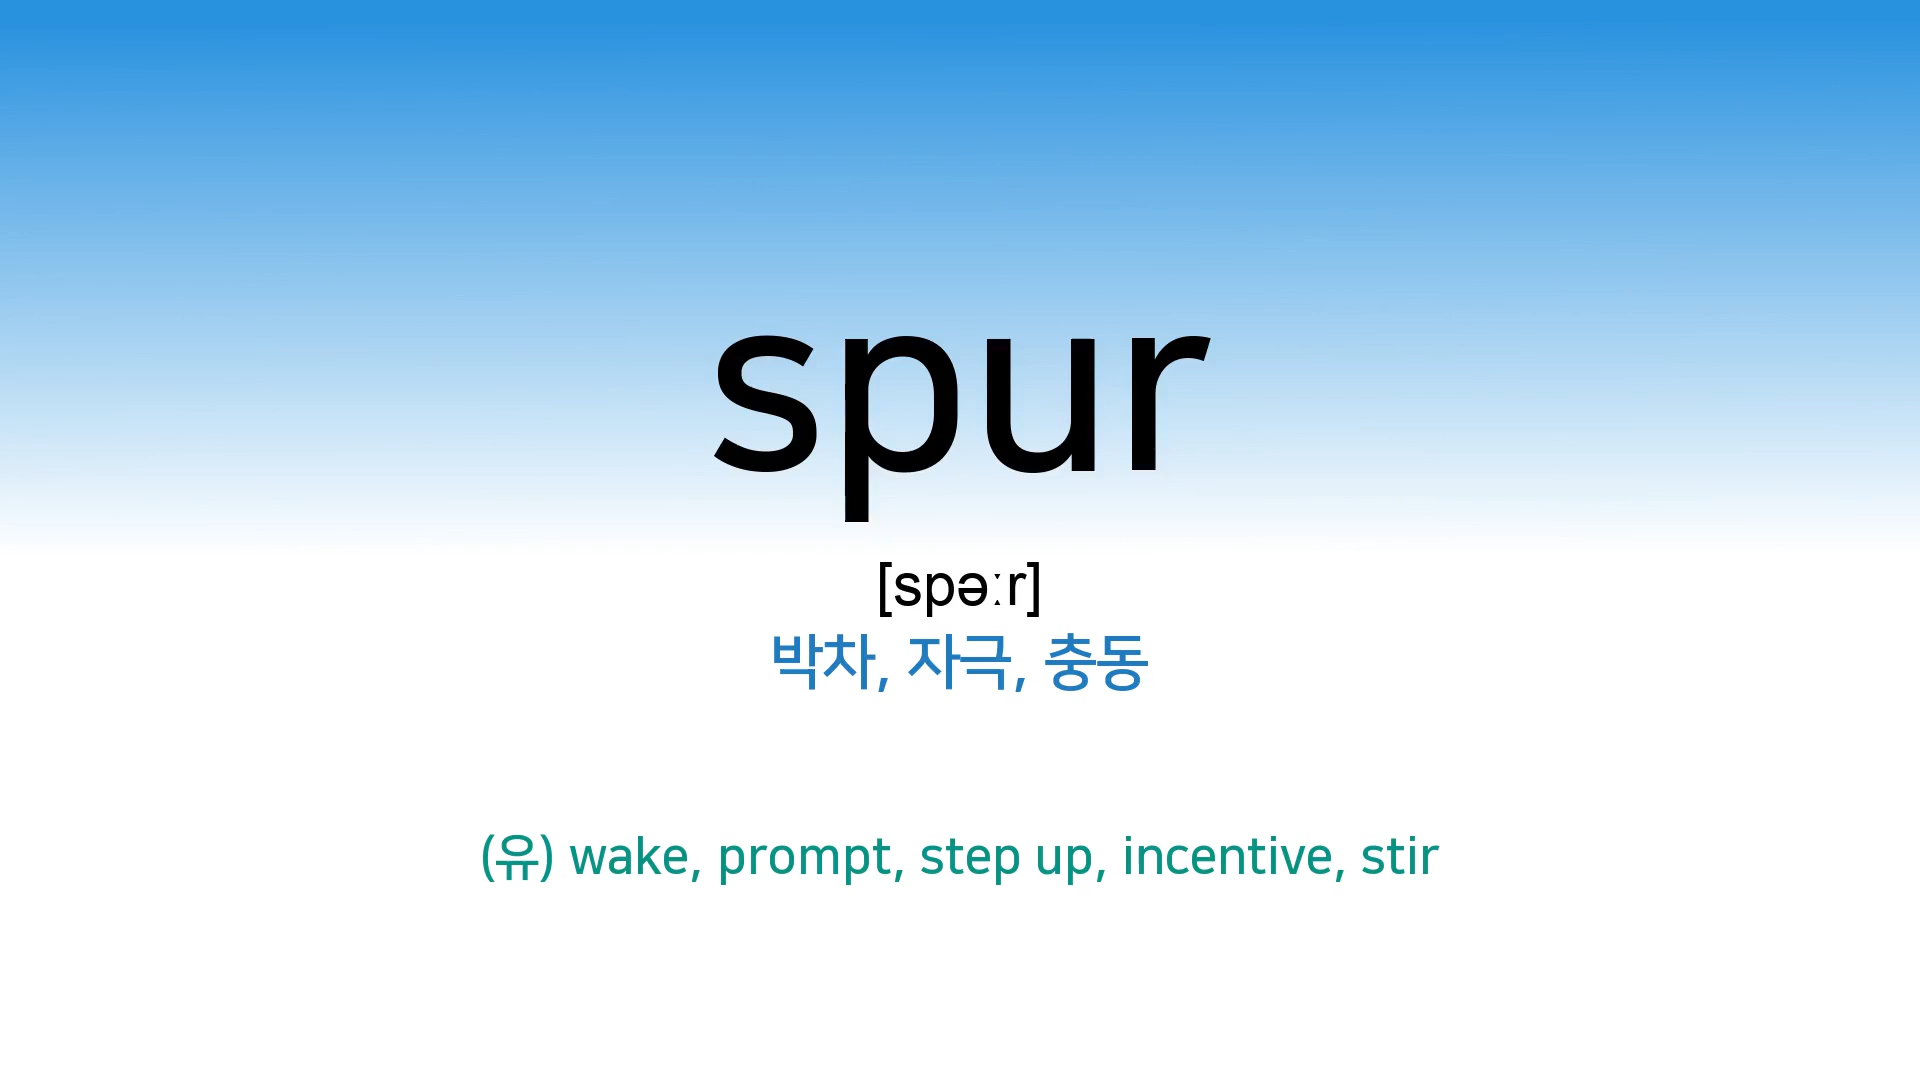 spur
[spəːr]
박차, 자극, 충동
(유) wake, prompt, step up, incentive, stir